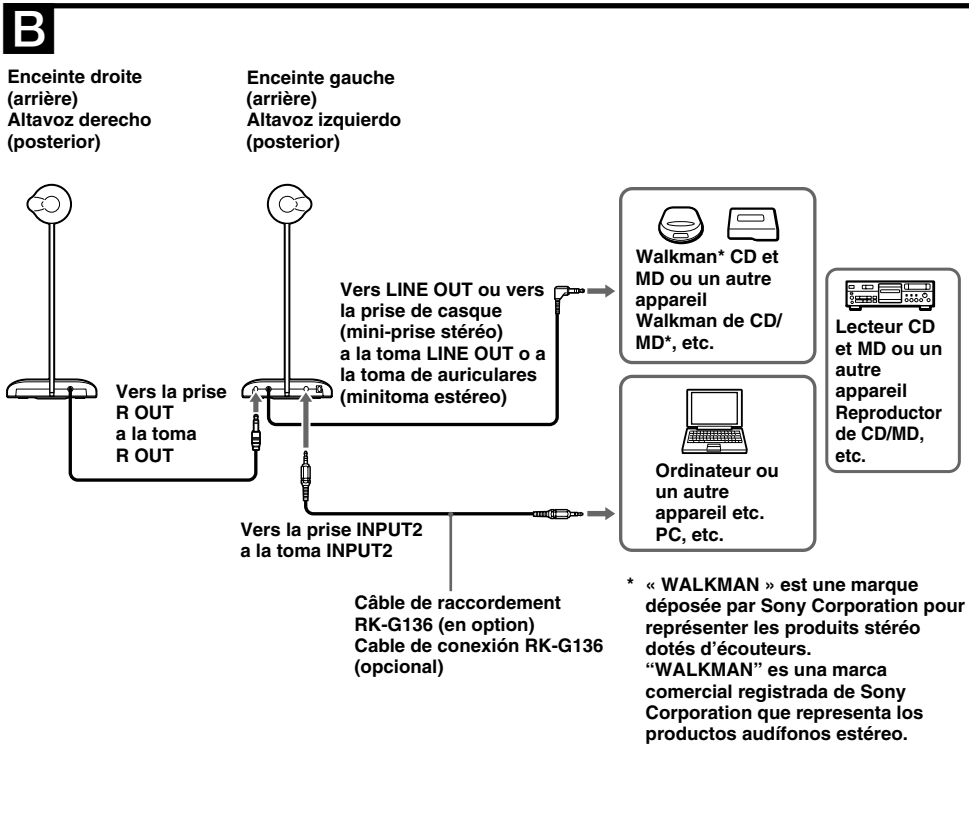 B
Enceinte droite
(arrière)
Altavoz derecho
(posterior)
Enceinte gauche
(arrière)
Altavoz izquierdo
(posterior)
Vers la prise
R OUT
a la toma
R OUT
Vers LINE OUT ou vers
la prise de casque
(mini-prise stéréo)
a la toma LINE OUT o a
la toma de auriculares
(minitoma estéreo)
Walkman* CD et
MD ou un autre
appareil
Walkman de CD/
MD*, etc.
Lecteur CD
et MD ou un
autre
appareil
Reproductor
de CD/MD,
etc.
Ordinateur ou
un autre
appareil etc.
PC, etc.
Vers la prise INPUT2
a la toma INPUT2
Câble de raccordement
RK-G136 (en option)
Cable de conexión RK-G136
(opcional)
* « WALKMAN » est une marque
déposée par Sony Corporation pour
représenter les produits stéréo
dotés d’écouteurs.
“WALKMAN” es una marca
comercial registrada de Sony
Corporation que representa los
productos audífonos estéreo.